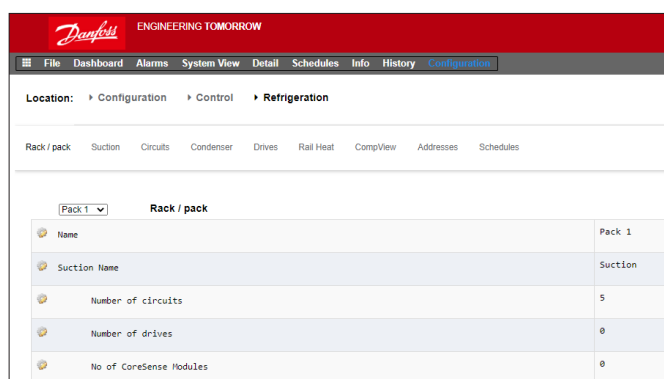 Danfoss ENGINEERING TOMORROW
File Dashboard Alarms System View Detail Schedules Info History Configuration
Location: Configuration Control Refrigeration
Rack / pack Suction Circuits Condenser Drives Rail Heat CompView Addresses Schedules
Pack 1 Rack / pack
Name Pack 1
Suction Name Suction
Number of circuits 5
Number of drives 0
No of CoreSense Modules 0